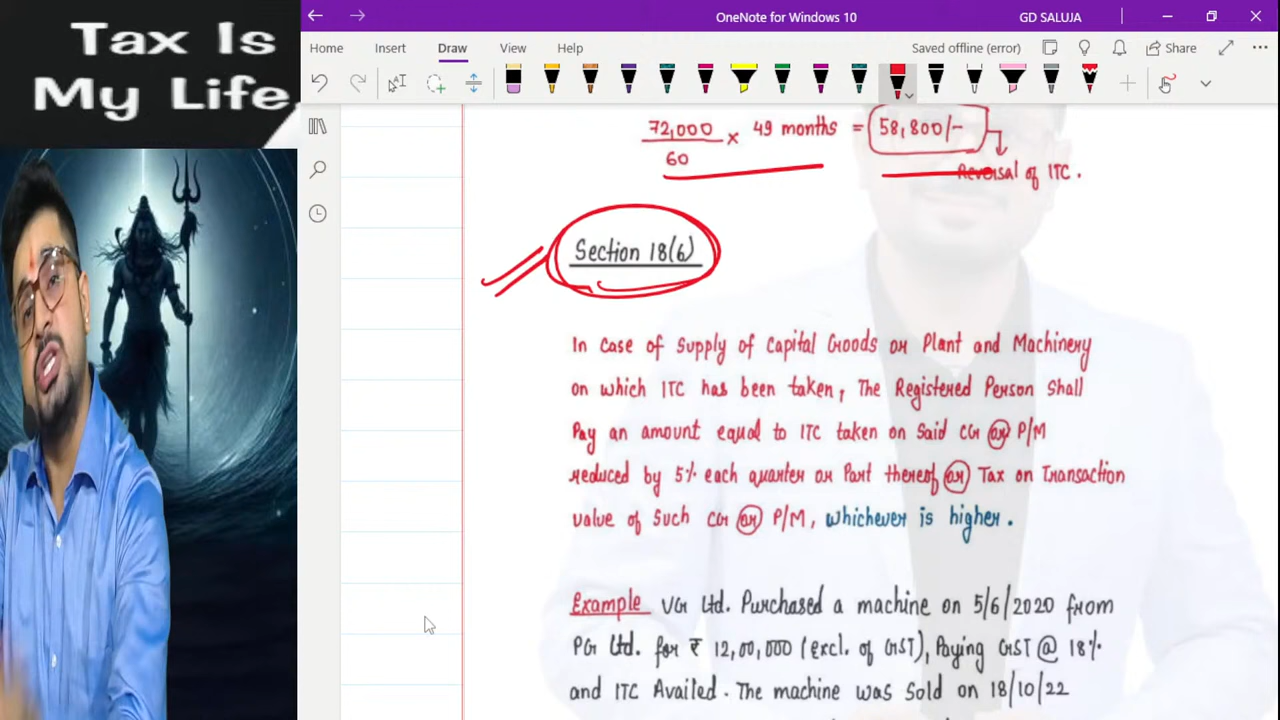 Tax Is
My Life.
OneNote for Windows 10
GD SALUJA
Home Insert Draw View Help
Saved offline (error)
Share
72,000 / 60 × 49 months = 58,800/-
Reversal of ITC.
Section 18(6)
In Case of Supply of Capital Goods or Plant and Machinery
on which ITC has been taken, The Registered Person Shall
Pay an amount equal to ITC taken on Said CG or P/M
reduced by 5% each quarter or Part thereof or Tax on Transaction
value of Such CG or P/M, whichever is higher.
Example VG Ltd. Purchased a machine on 5/6/2020 from
PG Ltd. for ₹ 12,00,000 (excl. of GST), Paying GST @ 18%
and ITC Availed. The machine was Sold on 18/10/22